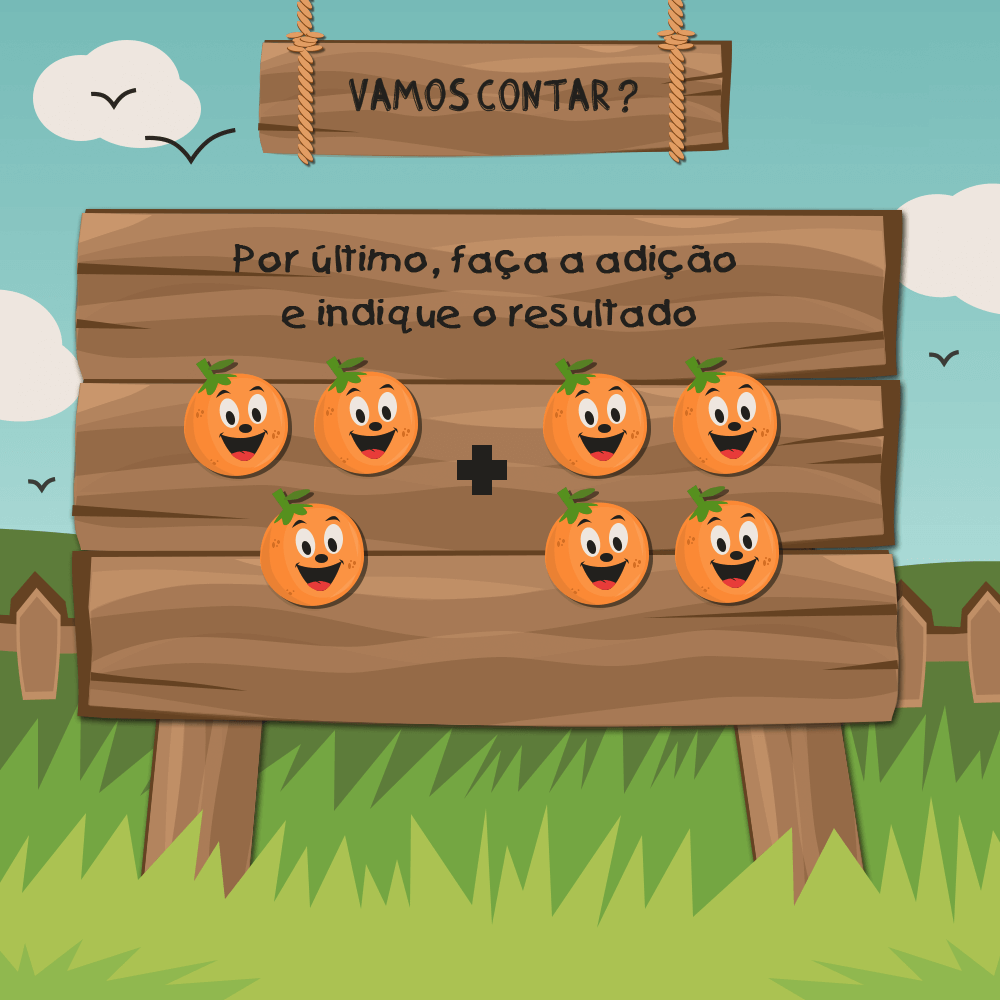 VAMOS CONTAR?
Por último, faça a adição
e indique o resultado
+